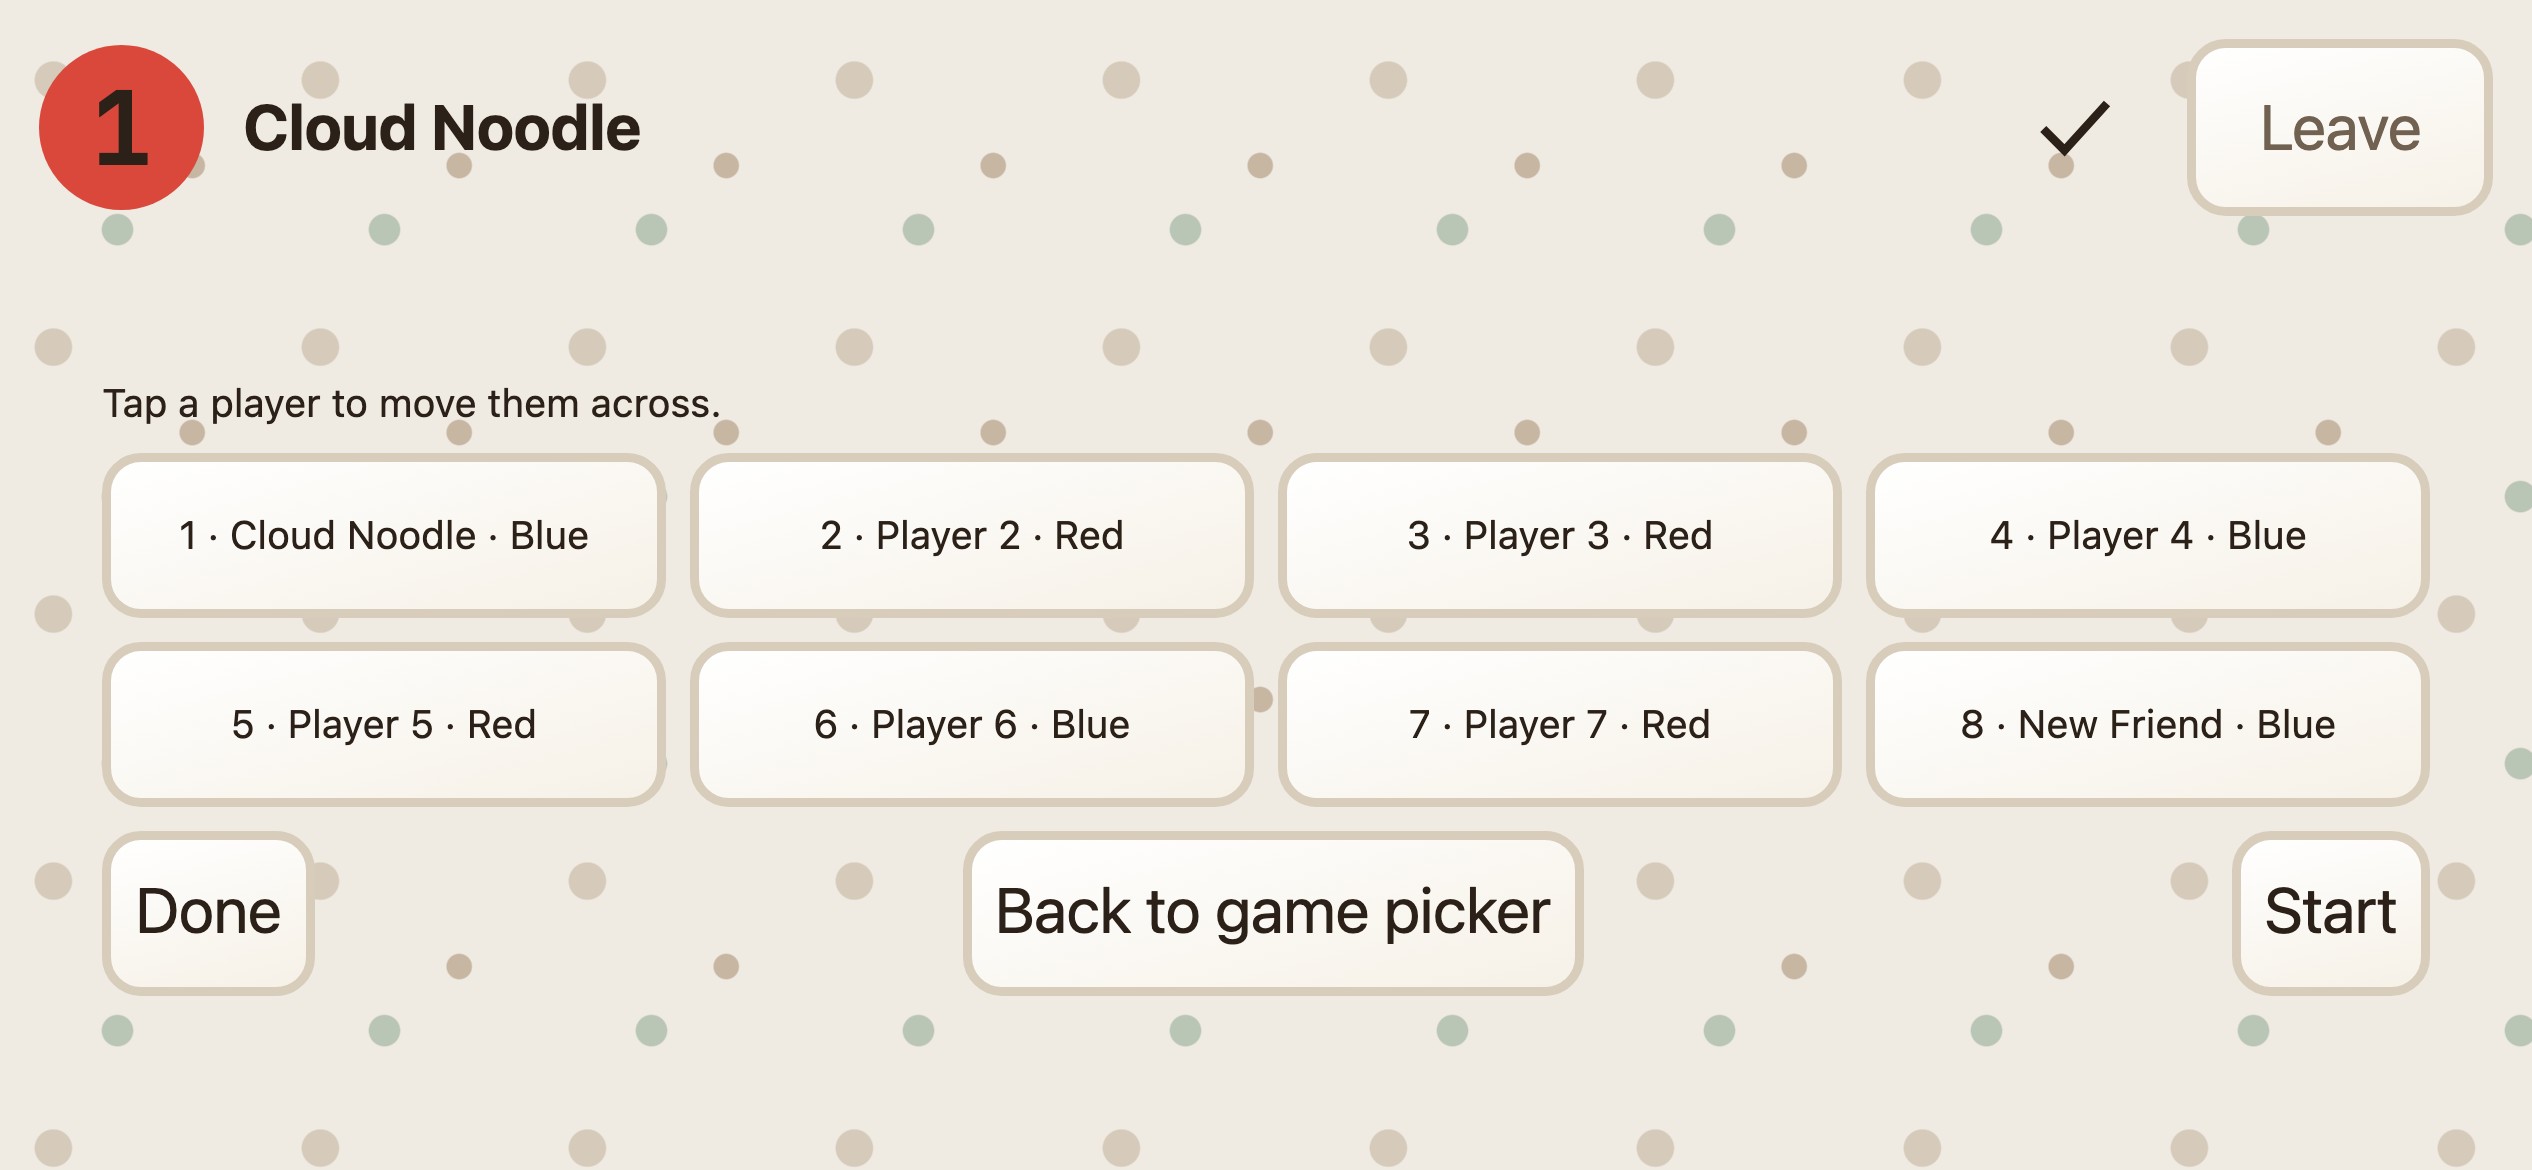 1 Cloud Noodle ✓ Leave
Tap a player to move them across.
1 · Cloud Noodle · Blue
2 · Player 2 · Red
3 · Player 3 · Red
4 · Player 4 · Blue
5 · Player 5 · Red
6 · Player 6 · Blue
7 · Player 7 · Red
8 · New Friend · Blue
Done
Back to game picker
Start